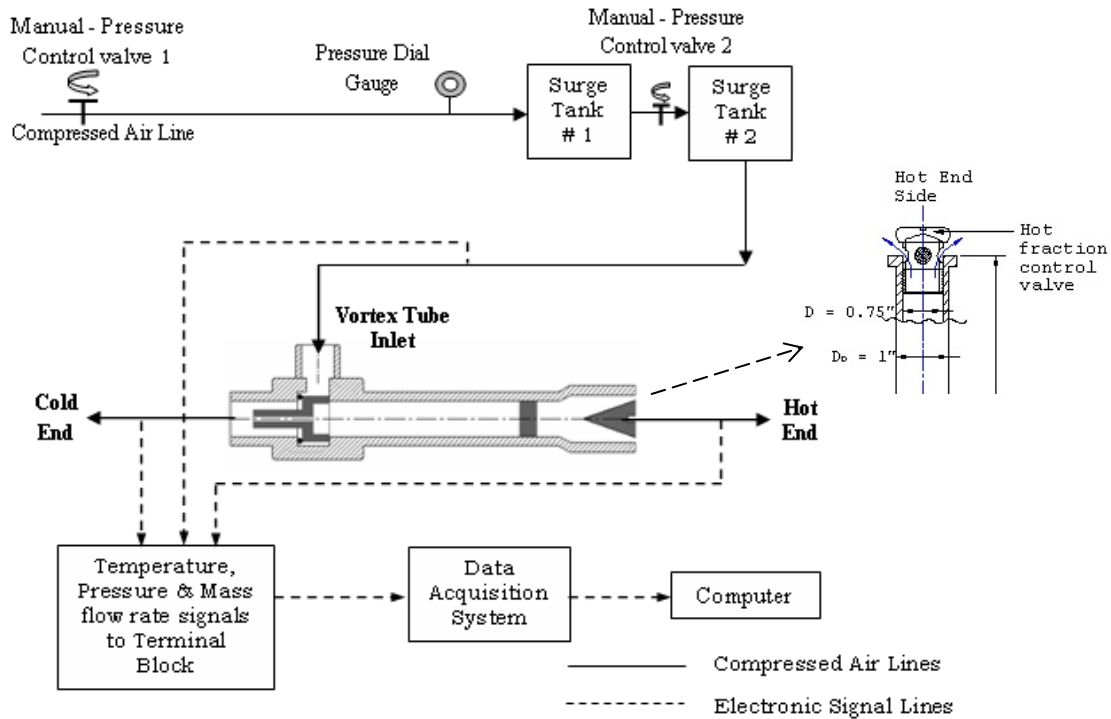 Manual - Pressure
Control valve 1
Compressed Air Line
Pressure Dial
Gauge
Surge
Tank
# 1
Manual - Pressure
Control valve 2
Surge
Tank
# 2
Hot End
Side
Hot
fraction
control
valve
D = 0.75"
Dₒ = 1"
Vortex Tube
Inlet
Cold
End
Hot
End
Temperature,
Pressure & Mass
flow rate signals
to Terminal
Block
Data
Acquisition
System
Computer
Compressed Air Lines
Electronic Signal Lines